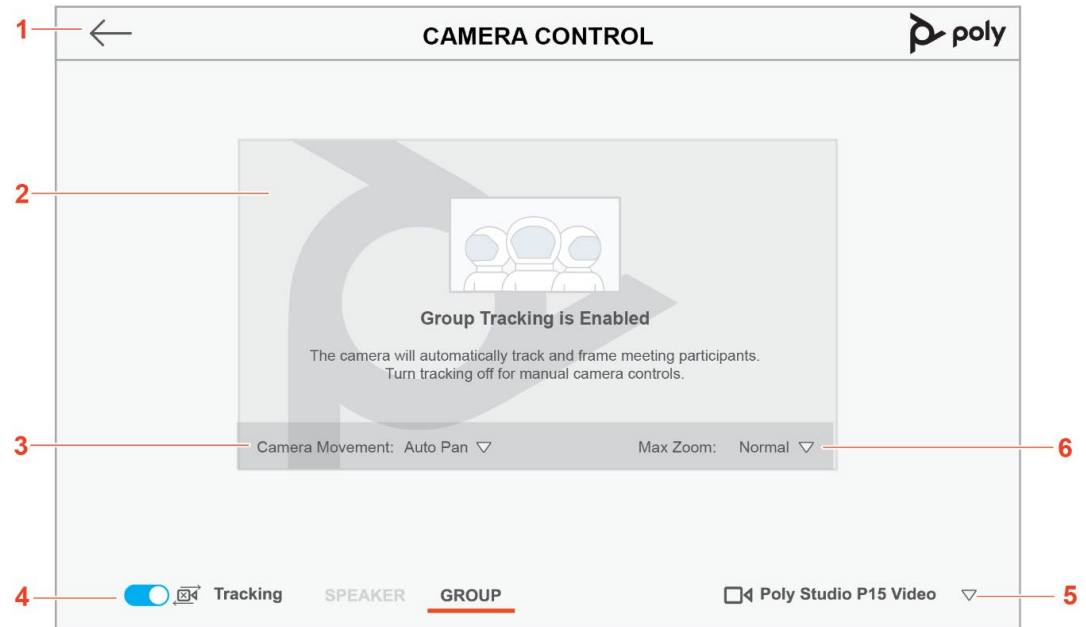 1
CAMERA CONTROL
poly
2
Group Tracking is Enabled
The camera will automatically track and frame meeting participants.
Turn tracking off for manual camera controls.
3
Camera Movement: Auto Pan
Max Zoom: Normal
6
4
Tracking
SPEAKER
GROUP
Poly Studio P15 Video
5